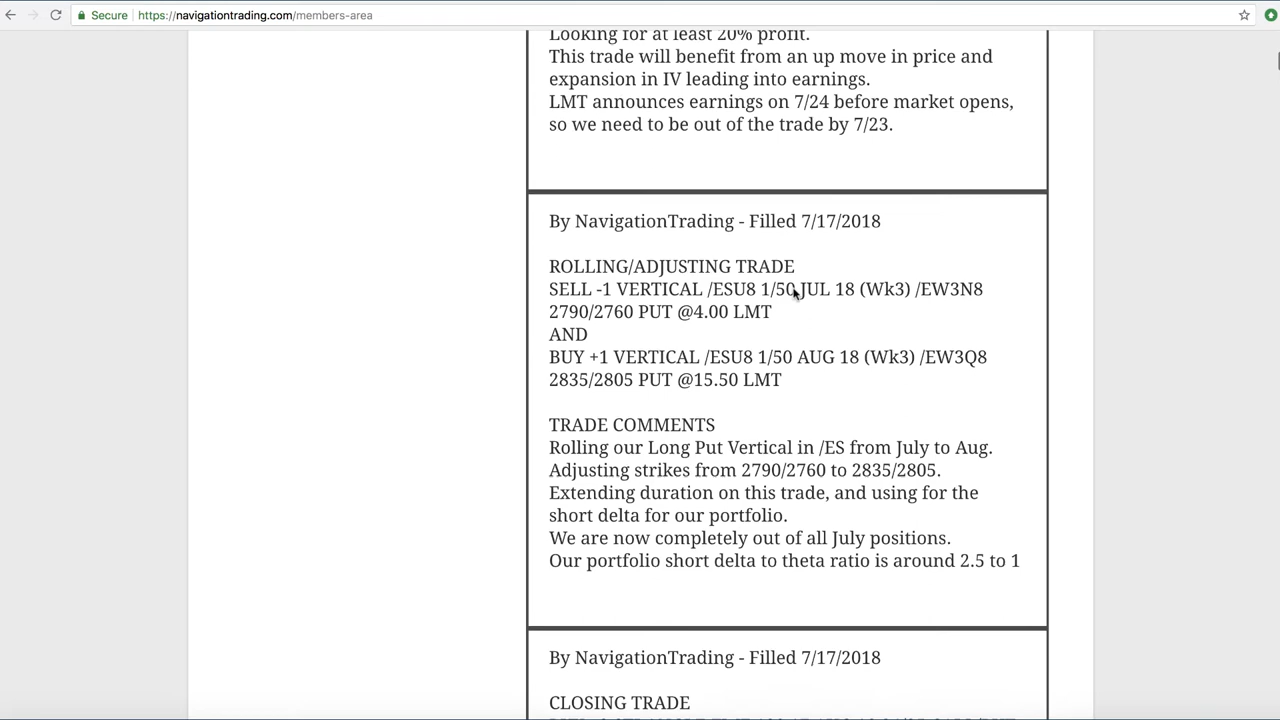 Secure
https://navigationtrading.com/members-area
Looking for at least 20% profit.
This trade will benefit from an up move in price and
expansion in IV leading into earnings.
LMT announces earnings on 7/24 before market opens,
so we need to be out of the trade by 7/23.
By NavigationTrading - Filled 7/17/2018
ROLLING/ADJUSTING TRADE
SELL -1 VERTICAL /ESU8 1/50 JUL 18 (Wk3) /EW3N8
2790/2760 PUT @4.00 LMT
AND
BUY +1 VERTICAL /ESU8 1/50 AUG 18 (Wk3) /EW3Q8
2835/2805 PUT @15.50 LMT
TRADE COMMENTS
Rolling our Long Put Vertical in /ES from July to Aug.
Adjusting strikes from 2790/2760 to 2835/2805.
Extending duration on this trade, and using for the
short delta for our portfolio.
We are now completely out of all July positions.
Our portfolio short delta to theta ratio is around 2.5 to 1
By NavigationTrading - Filled 7/17/2018
CLOSING TRADE